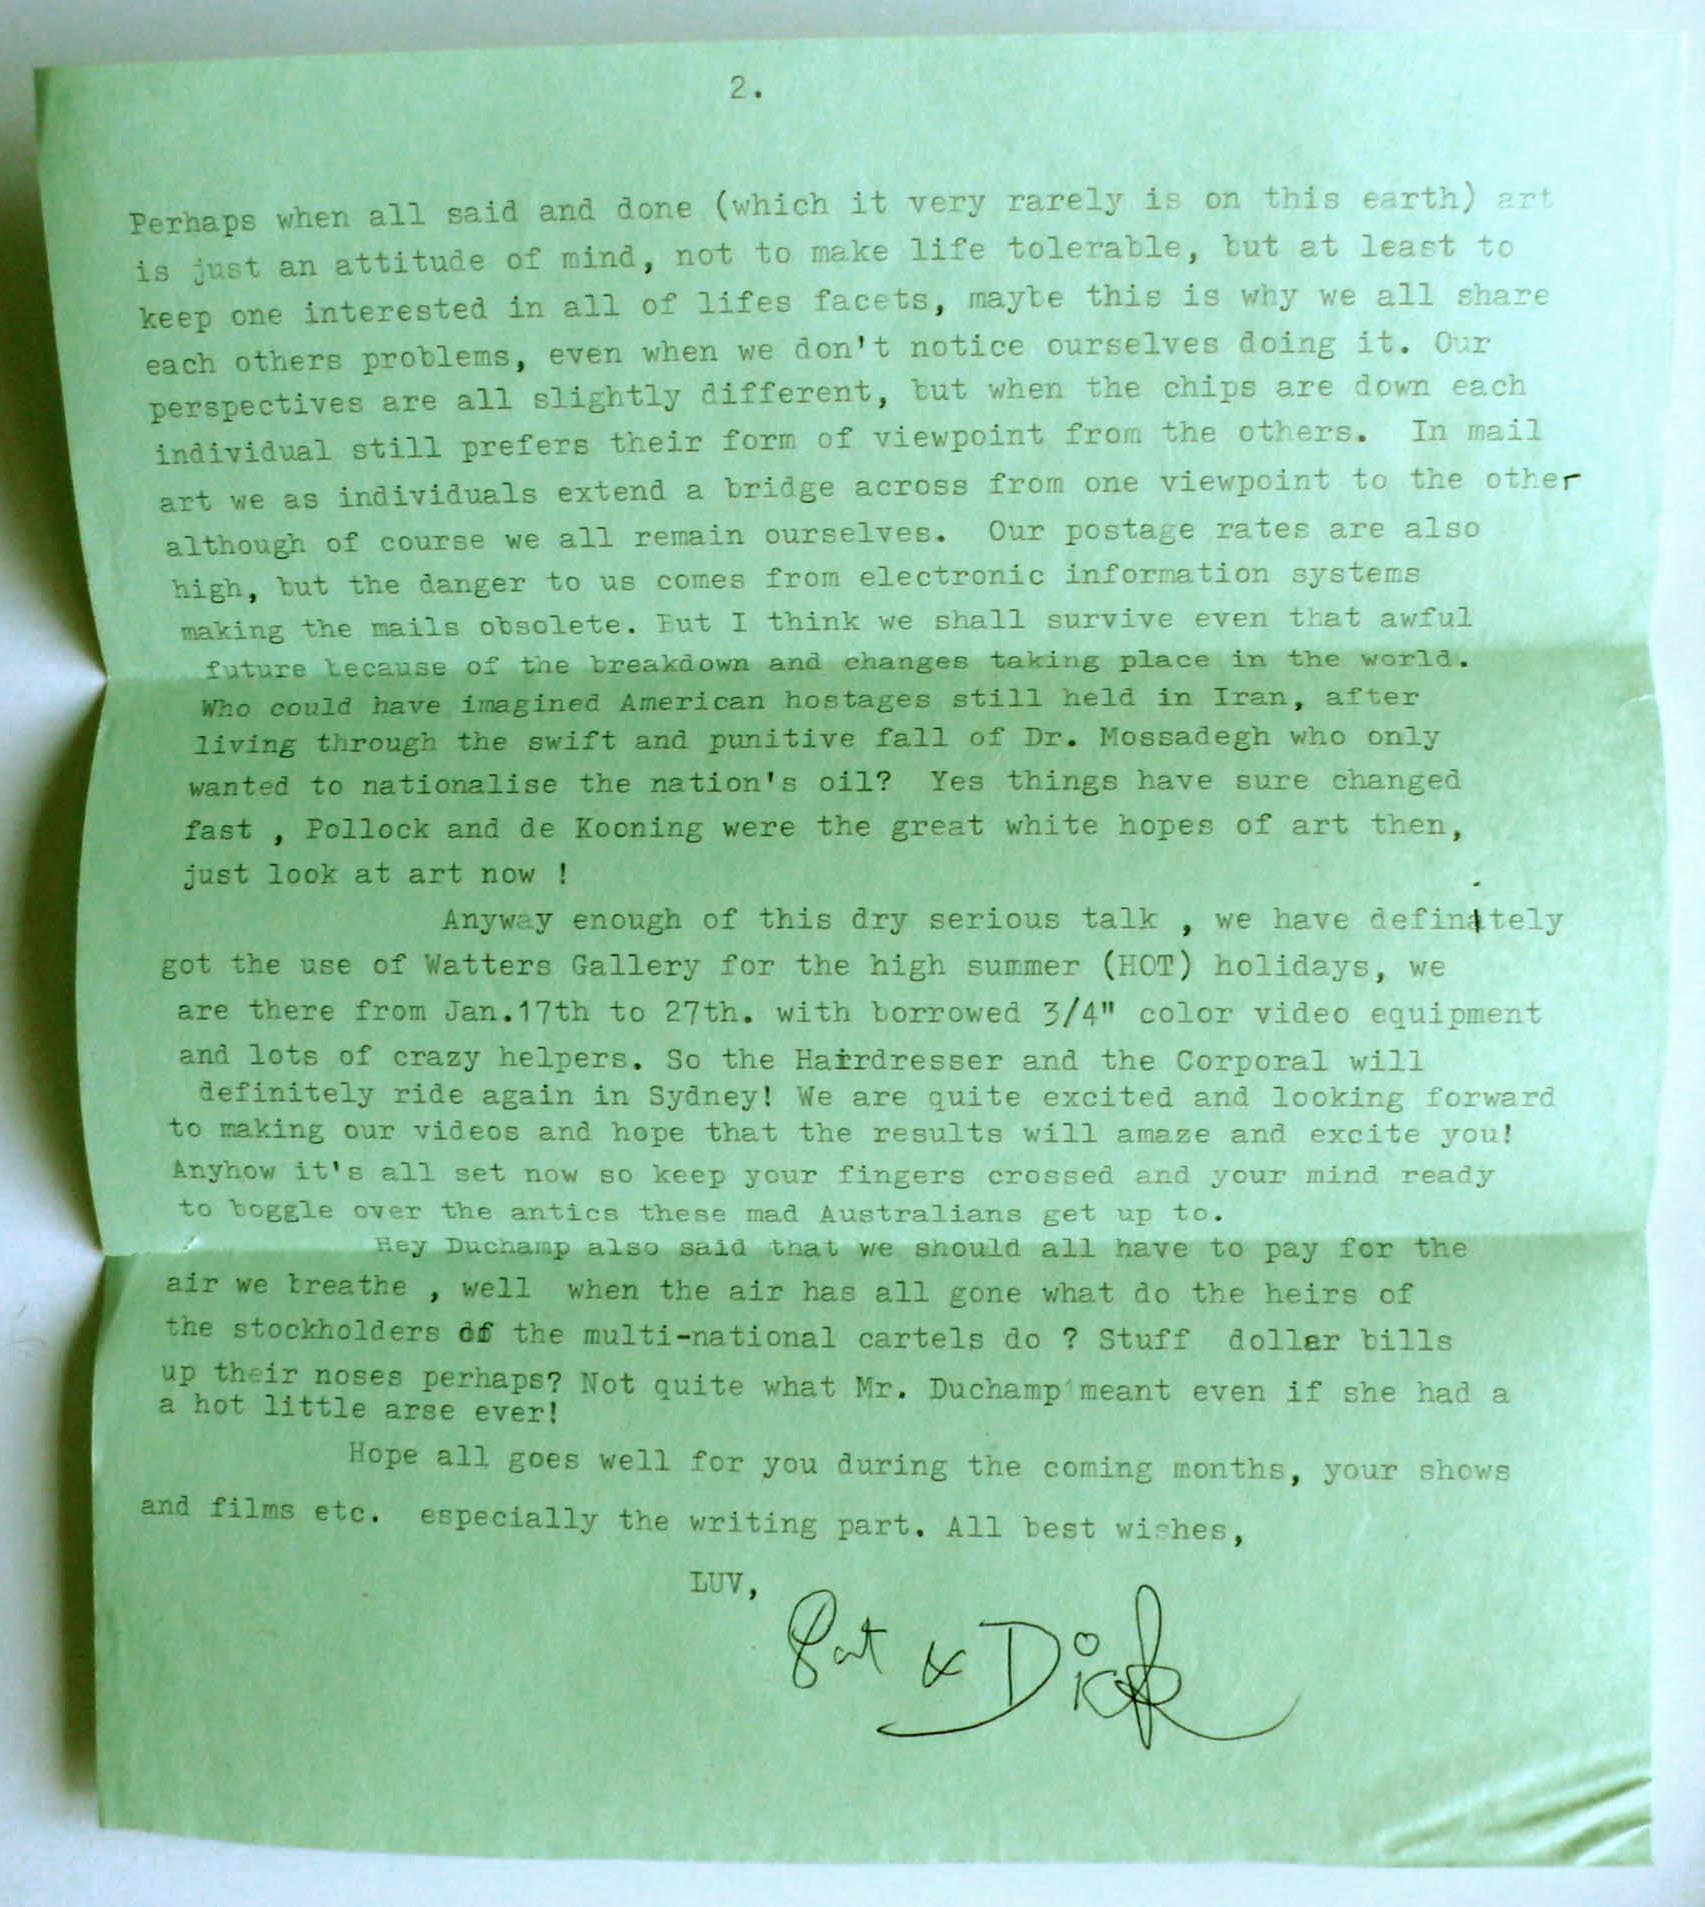 2.
Perhaps when all said and done (which it very rarely is on this earth) art
is just an attitude of mind, not to make life tolerable, but at least to
keep one interested in all of lifes facets, maybe this is why we all share
each others problems, even when we don't notice ourselves doing it. Our
perspectives are all slightly different, but when the chips are down each
individual still prefers their form of viewpoint from the others. In mail
art we as individuals extend a bridge across from one viewpoint to the other
although of course we all remain ourselves. Our postage rates are also
high, but the danger to us comes from electronic information systems
making the mails obsolete. But I think we shall survive even that awful
future because of the breakdown and changes taking place in the world.
Who could have imagined American hostages still held in Iran, after
living through the swift and punitive fall of Dr. Mossadegh who only
wanted to nationalise the nation's oil? Yes things have sure changed
fast , Pollock and de Kooning were the great white hopes of art then,
just look at art now !
Anyway enough of this dry serious talk , we have definitely
got the use of Watters Gallery for the high summer (HOT) holidays, we
are there from Jan.17th to 27th. with borrowed 3/4" color video equipment
and lots of crazy helpers. So the Hairdresser and the Corporal will
definitely ride again in Sydney! We are quite excited and looking forward
to making our videos and hope that the results will amaze and excite you!
Anyhow it's all set now so keep your fingers crossed and your mind ready
to boggle over the antics these mad Australians get up to.
Hey Duchamp also said that we should all have to pay for the
air we breathe , well when the air has all gone what do the heirs of
the stockholders of the multi-national cartels do ? Stuff dollar bills
up their noses perhaps? Not quite what Mr. Duchamp meant even if she had a
a hot little arse ever!
Hope all goes well for you during the coming months, your shows
and films etc. especially the writing part. All best wishes,
LUV,
Pat & Dick